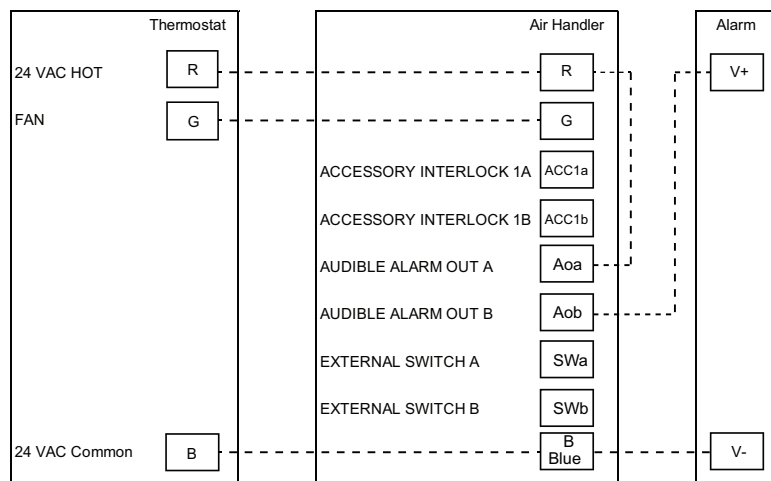 Thermostat Air Handler Alarm
24 VAC HOT R R V+
FAN G G
ACCESSORY INTERLOCK 1A ACC1a
ACCESSORY INTERLOCK 1B ACC1b
AUDIBLE ALARM OUT A Aoa
AUDIBLE ALARM OUT B Aob
EXTERNAL SWITCH A SWa
EXTERNAL SWITCH B SWb
24 VAC Common B B V-
Blue